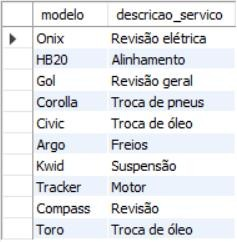 modelo descricao_servico
Onix Revisão elétrica
HB20 Alinhamento
Gol Revisão geral
Corolla Troca de pneus
Civic Troca de óleo
Argo Freios
Kwid Suspensão
Tracker Motor
Compass Revisão
Toro Troca de óleo